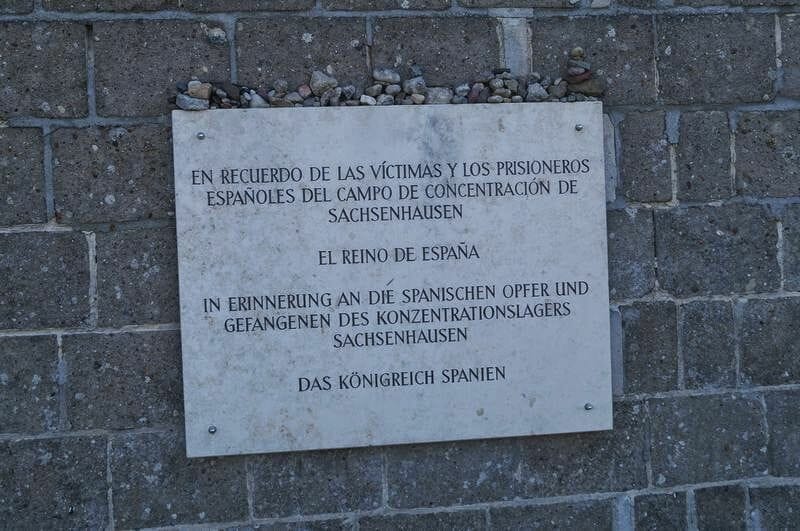 EN RECUERDO DE LAS VÍCTIMAS Y LOS PRISIONEROS
ESPAÑOLES DEL CAMPO DE CONCENTRACIÓN DE
SACHSENHAUSEN
EL REINO DE ESPAÑA
IN ERINNERUNG AN DIE SPANISCHEN OPFER UND
GEFANGENEN DES KONZENTRATIONSLAGERS
SACHSENHAUSEN
DAS KÖNIGREICH SPANIEN